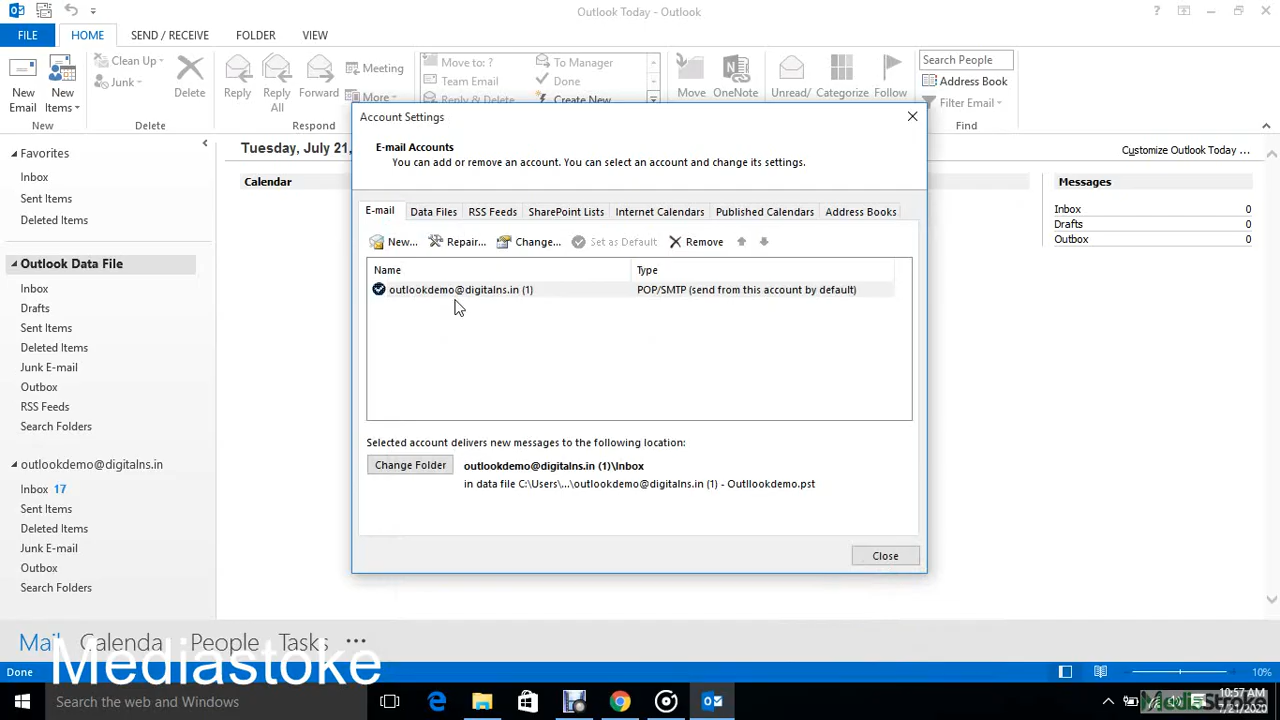 Outlook Today - Outlook
FILE HOME SEND / RECEIVE FOLDER VIEW
New Email
New Items
Clean Up
Junk
Delete
Reply
Reply All
Forward
Meeting
More
Move to: ?
Team Email
Reply & Delete
To Manager
Done
Create New
Move
OneNote
Unread/
Categorize
Follow
Search People
Address Book
Filter Email
New Delete Respond Find
Favorites
Inbox
Sent Items
Deleted Items
Outlook Data File
Inbox
Drafts
Sent Items
Deleted Items
Junk E-mail
Outbox
RSS Feeds
Search Folders
outlookdemo@digitalns.in
Inbox 17
Sent Items
Deleted Items
Junk E-mail
Outbox
Search Folders
Tuesday, July 21,
Customize Outlook Today ...
Calendar
Messages
Inbox 0
Drafts 0
Outbox 0
Account Settings
E-mail Accounts
You can add or remove an account. You can select an account and change its settings.
E-mail Data Files RSS Feeds SharePoint Lists Internet Calendars Published Calendars Address Books
New... Repair... Change... Set as Default Remove
Name Type
outlookdemo@digitalns.in (1) POP/SMTP (send from this account by default)
Selected account delivers new messages to the following location:
Change Folder outlookdemo@digitalns.in (1)\Inbox
in data file C:\Users\...\outlookdemo@digitalns.in (1) - Outllookdemo.pst
Close
Mail Calenda People Tasks ...
Mediastoke
Done 10%
Search the web and Windows
10:57 AM
7/21/2020